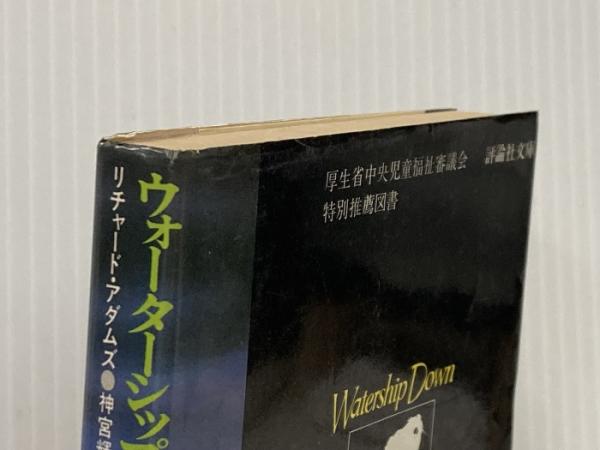 厚生省中央児童福祉審議会
特別推薦図書
評論社文庫
Watership Down
ウォーターシップ
リチャード・アダムズ●神宮輝